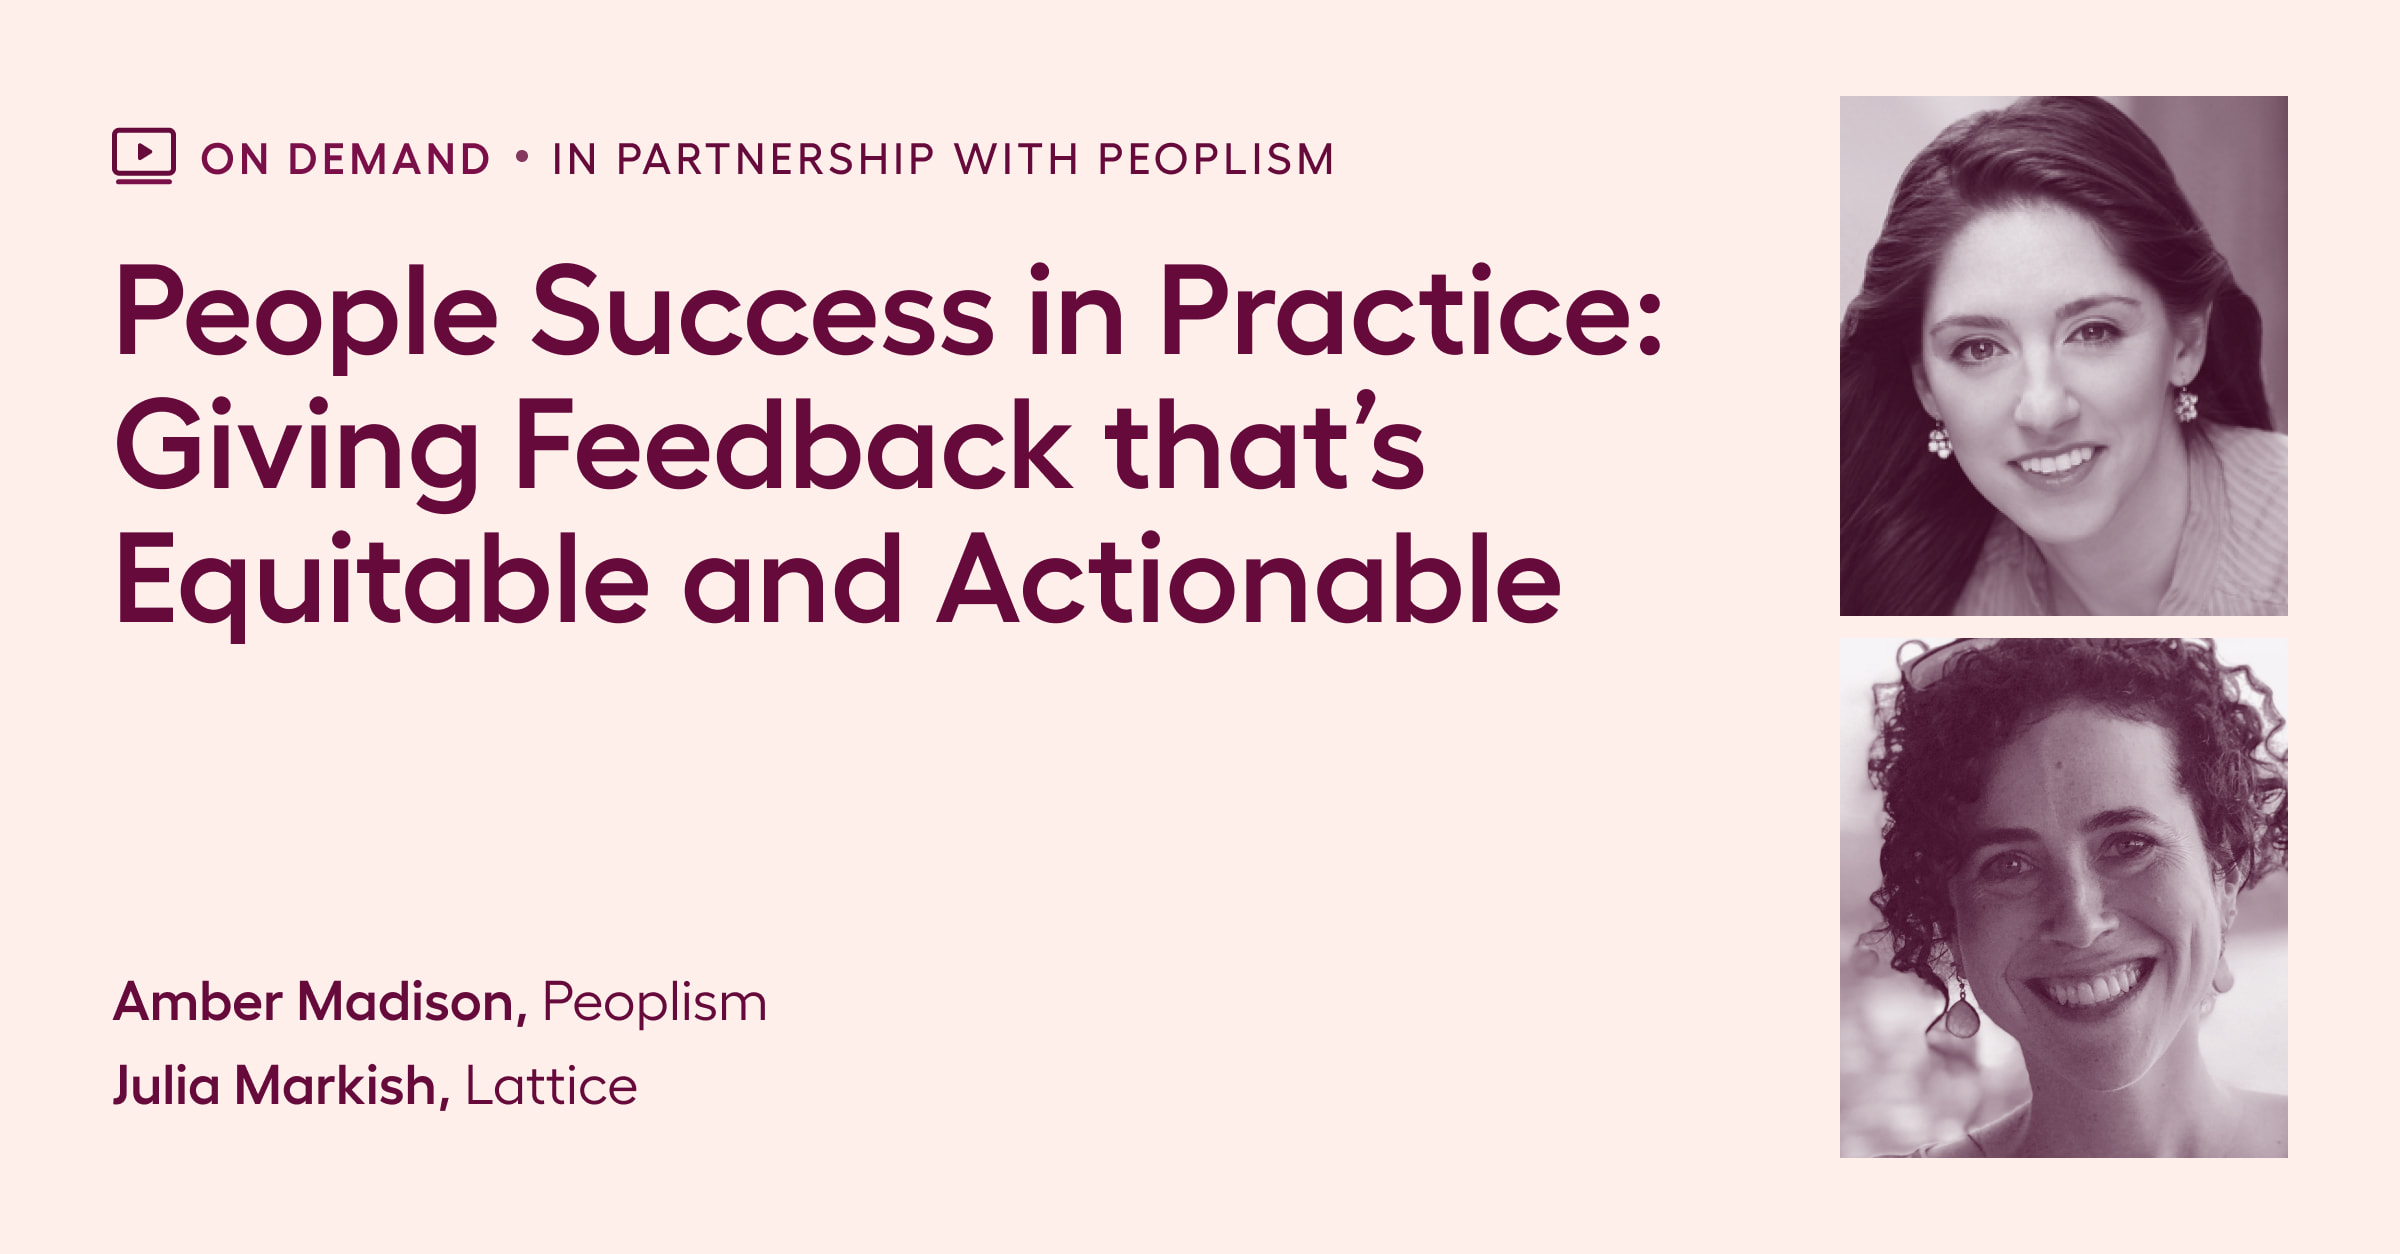 ON DEMAND • IN PARTNERSHIP WITH PEOPLISM
People Success in Practice:
Giving Feedback that’s
Equitable and Actionable
Amber Madison, Peoplism
Julia Markish, Lattice